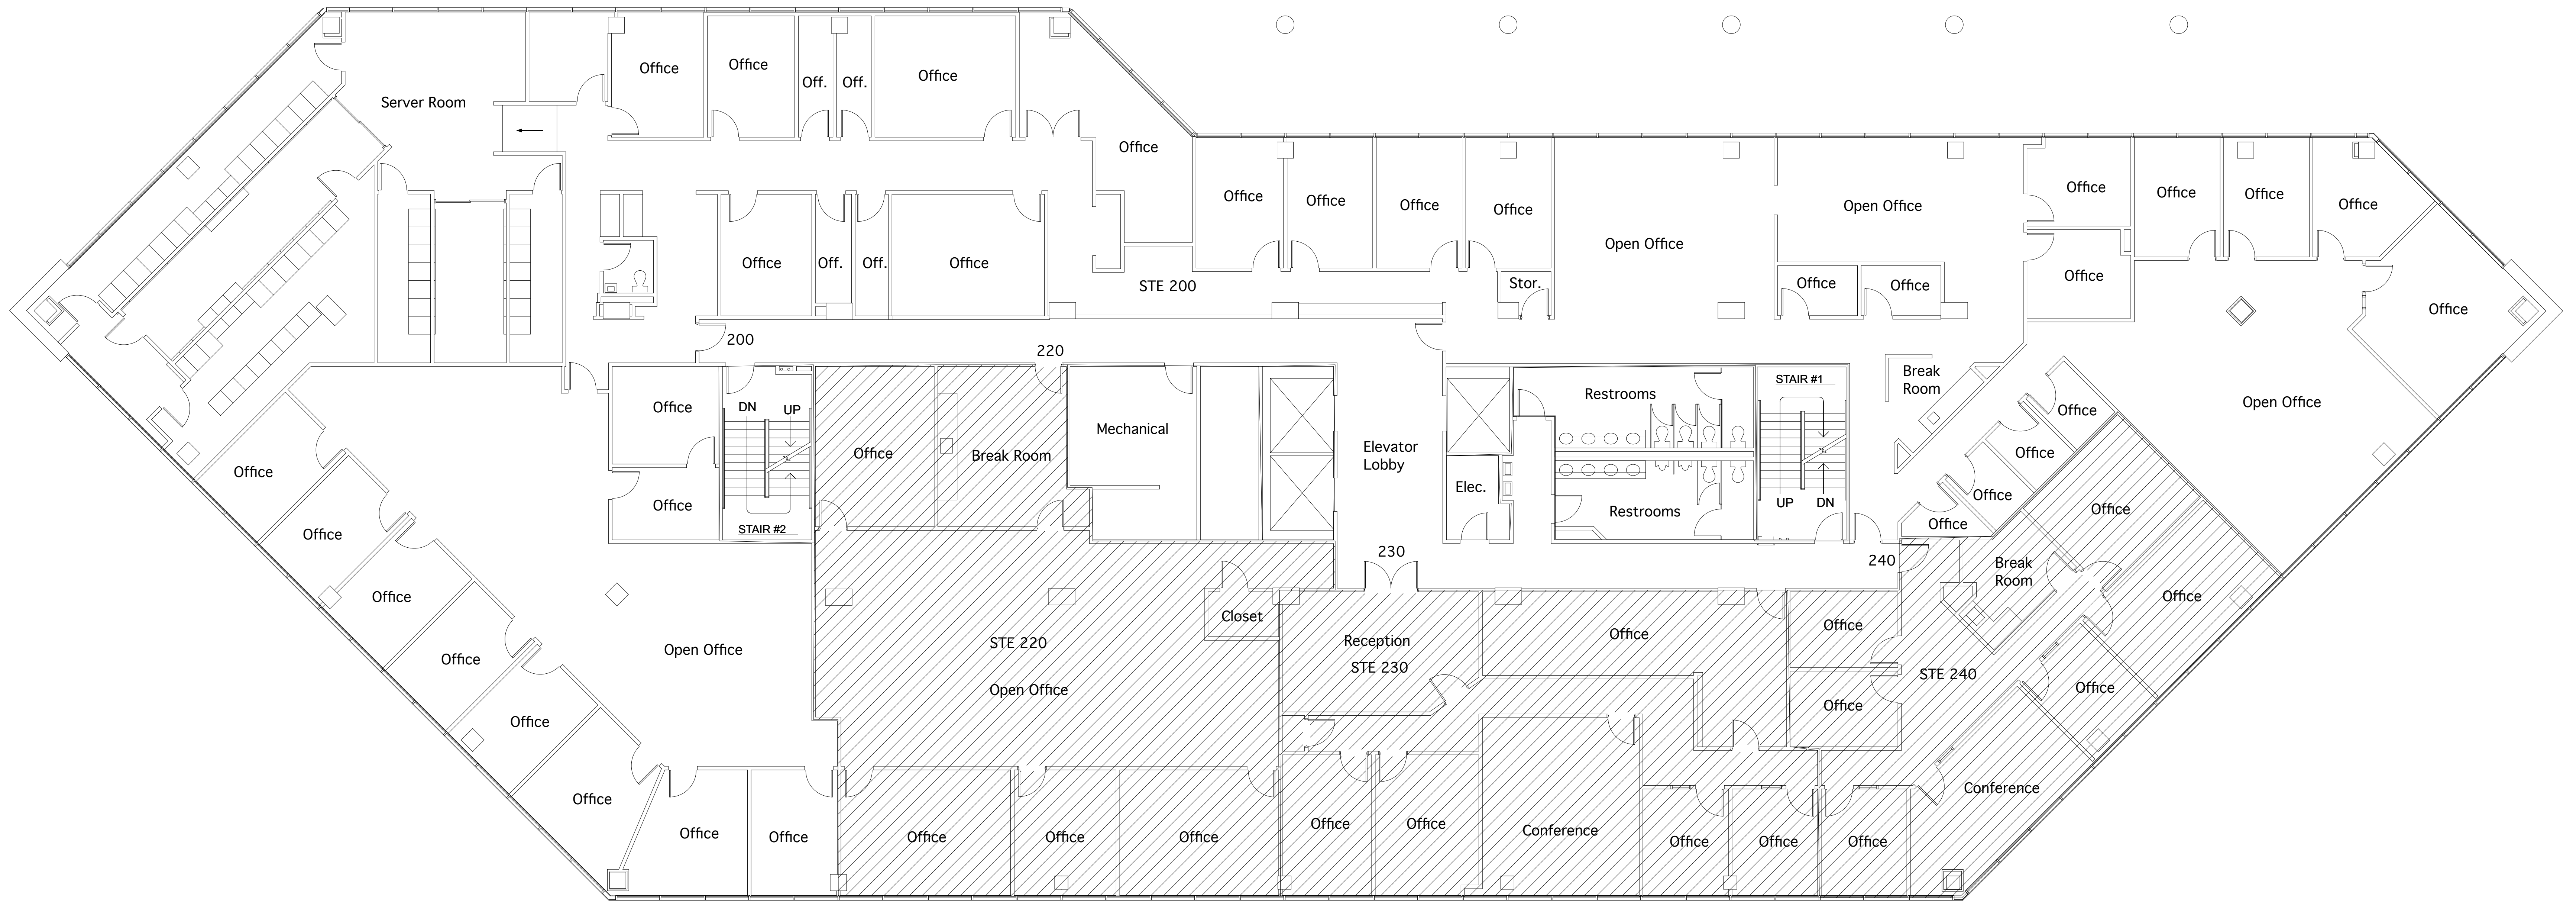 Office
Office
Off.
Off.
Office
Server Room
Office
Office
Office
Office
Office
Office
Office
Office
Office
Open Office
Office
Open Office
Office
Off.
Off.
Office
STE 200
Stor.
Office
Office
Office
Office
200
220
Break
Room
Office
DN
UP
STAIR #2
Office
Office
Break Room
Mechanical
Elevator
Lobby
Elec.
Restrooms
Restrooms
STAIR #1
UP
DN
Open Office
Office
Office
Office
Office
Office
Office
Office
230
240
Break
Room
Office
Office
Office
Open Office
STE 220
Open Office
Closet
Reception
STE 230
Office
Office
Office
STE 240
Office
Office
Office
Office
Conference
Office
Office
Office
Office
Office
Office
Office
Conference
Office
Office
Office